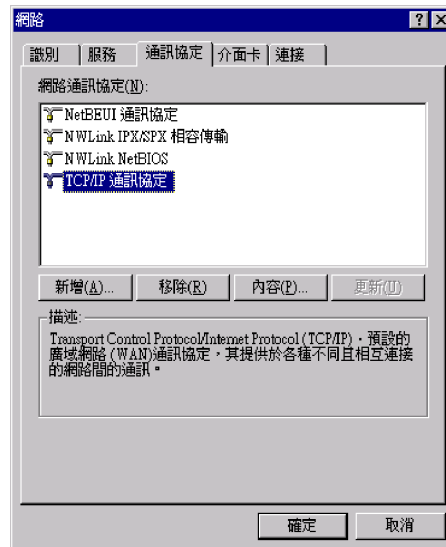 網路
識別 服務 通訊協定 介面卡 連接
網路通訊協定(N):
NetBEUI 通訊協定
NWLink IPX/SPX 相容傳輸
NWLink NetBIOS
TCP/IP 通訊協定
新增(A)... 移除(R) 內容(P)... 更新(U)
描述:
Transport Control Protocol/Internet Protocol (TCP/IP)，預設的
廣域網路 (WAN)通訊協定，其提供於各種不同且相互連接
的網路間的通訊。
確定 取消